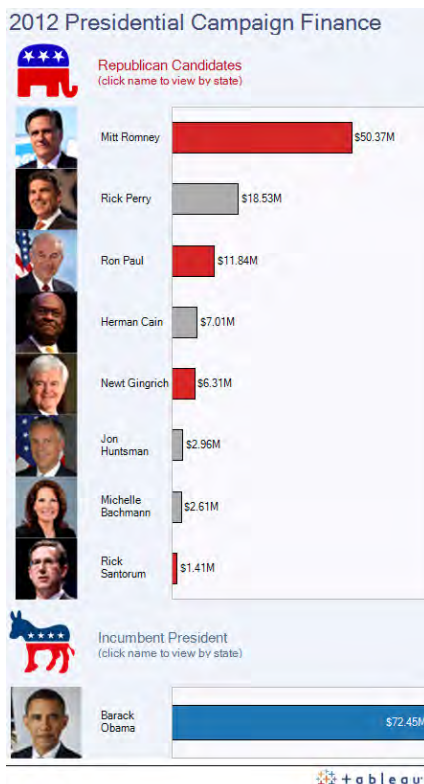 2012 Presidential Campaign Finance
Republican Candidates
(click name to view by state)
Mitt Romney
$50.37M
Rick Perry
$18.53M
Ron Paul
$11.84M
Herman Cain
$7.01M
Newt Gingrich
$6.31M
Jon
Huntsman
$2.96M
Michelle
Bachmann
$2.61M
Rick
Santorum
$1.41M
Incumbent President
(click name to view by state)
Barack
Obama
$72.45M
+ableau